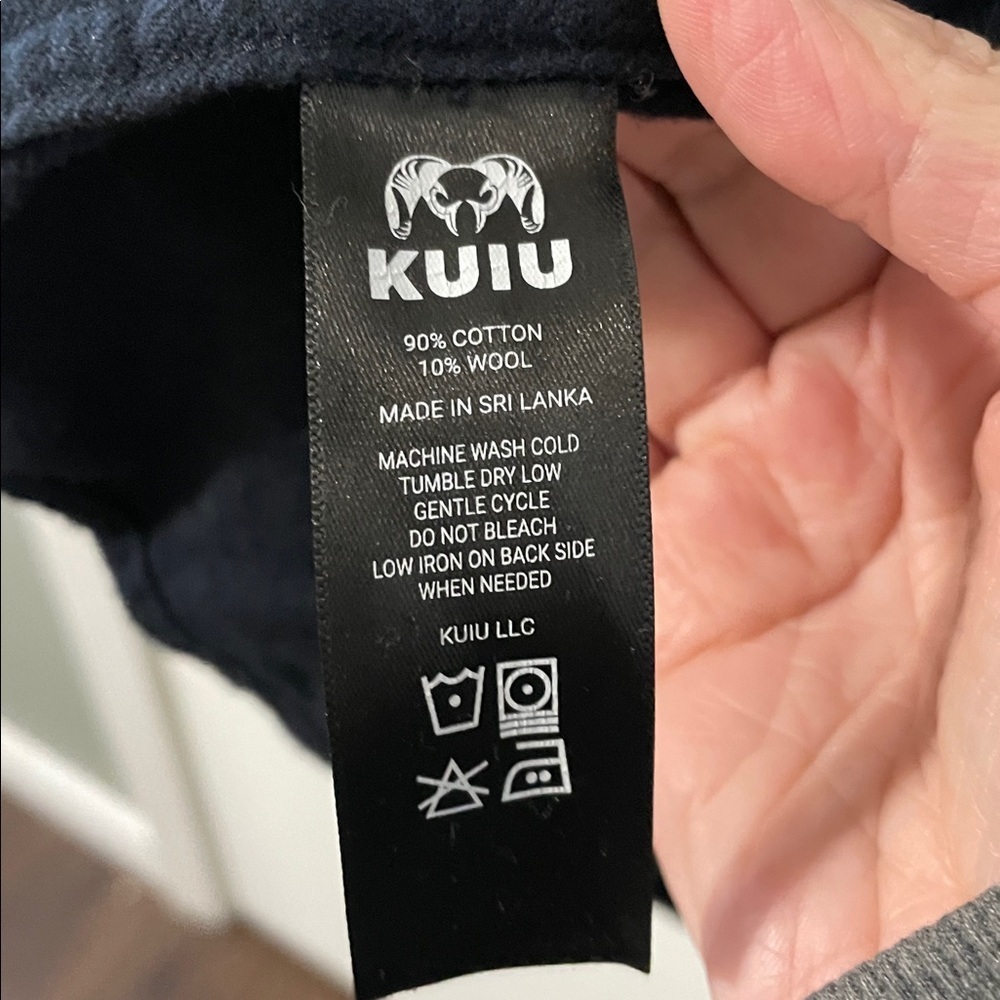 KUIU
90% COTTON
10% WOOL
MADE IN SRI LANKA
MACHINE WASH COLD
TUMBLE DRY LOW
GENTLE CYCLE
DO NOT BLEACH
LOW IRON ON BACK SIDE
WHEN NEEDED
KUIU LLC